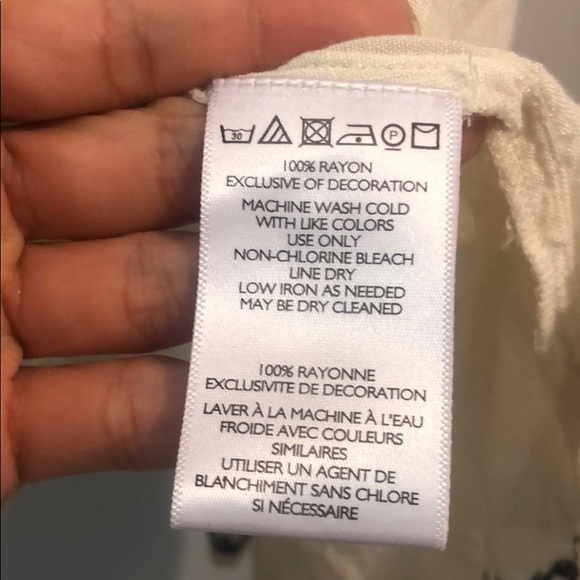 30 P
100% RAYON
EXCLUSIVE OF DECORATION
MACHINE WASH COLD
WITH LIKE COLORS
USE ONLY
NON-CHLORINE BLEACH
LINE DRY
LOW IRON AS NEEDED
MAY BE DRY CLEANED
100% RAYONNE
EXCLUSIVITE DE DECORATION
LAVER À LA MACHINE À L'EAU
FROIDE AVEC COULEURS
SIMILAIRES
UTILISER UN AGENT DE
BLANCHIMENT SANS CHLORE
SI NÉCESSAIRE